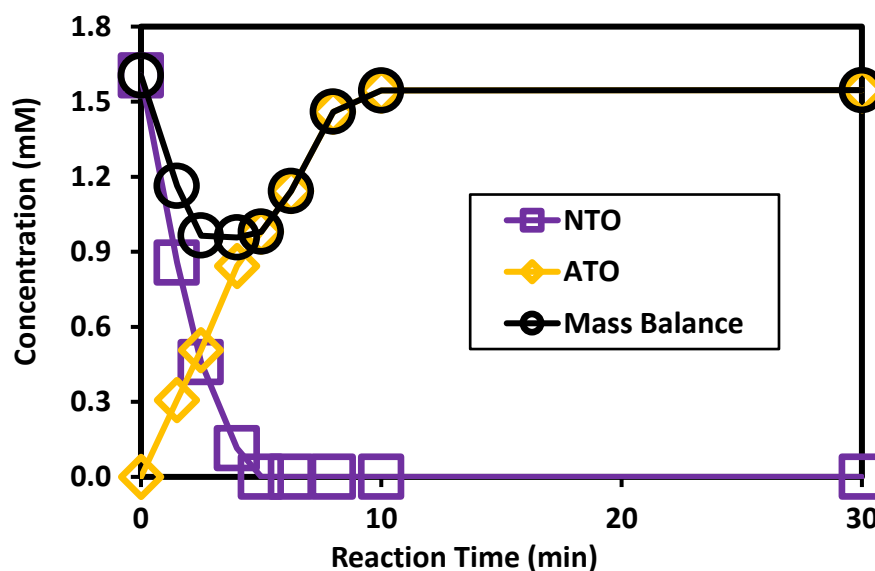 1.8
1.5
1.2
0.9
0.6
0.3
0.0
Concentration (mM)
NTO
ATO
Mass Balance
0
10
20
30
Reaction Time (min)